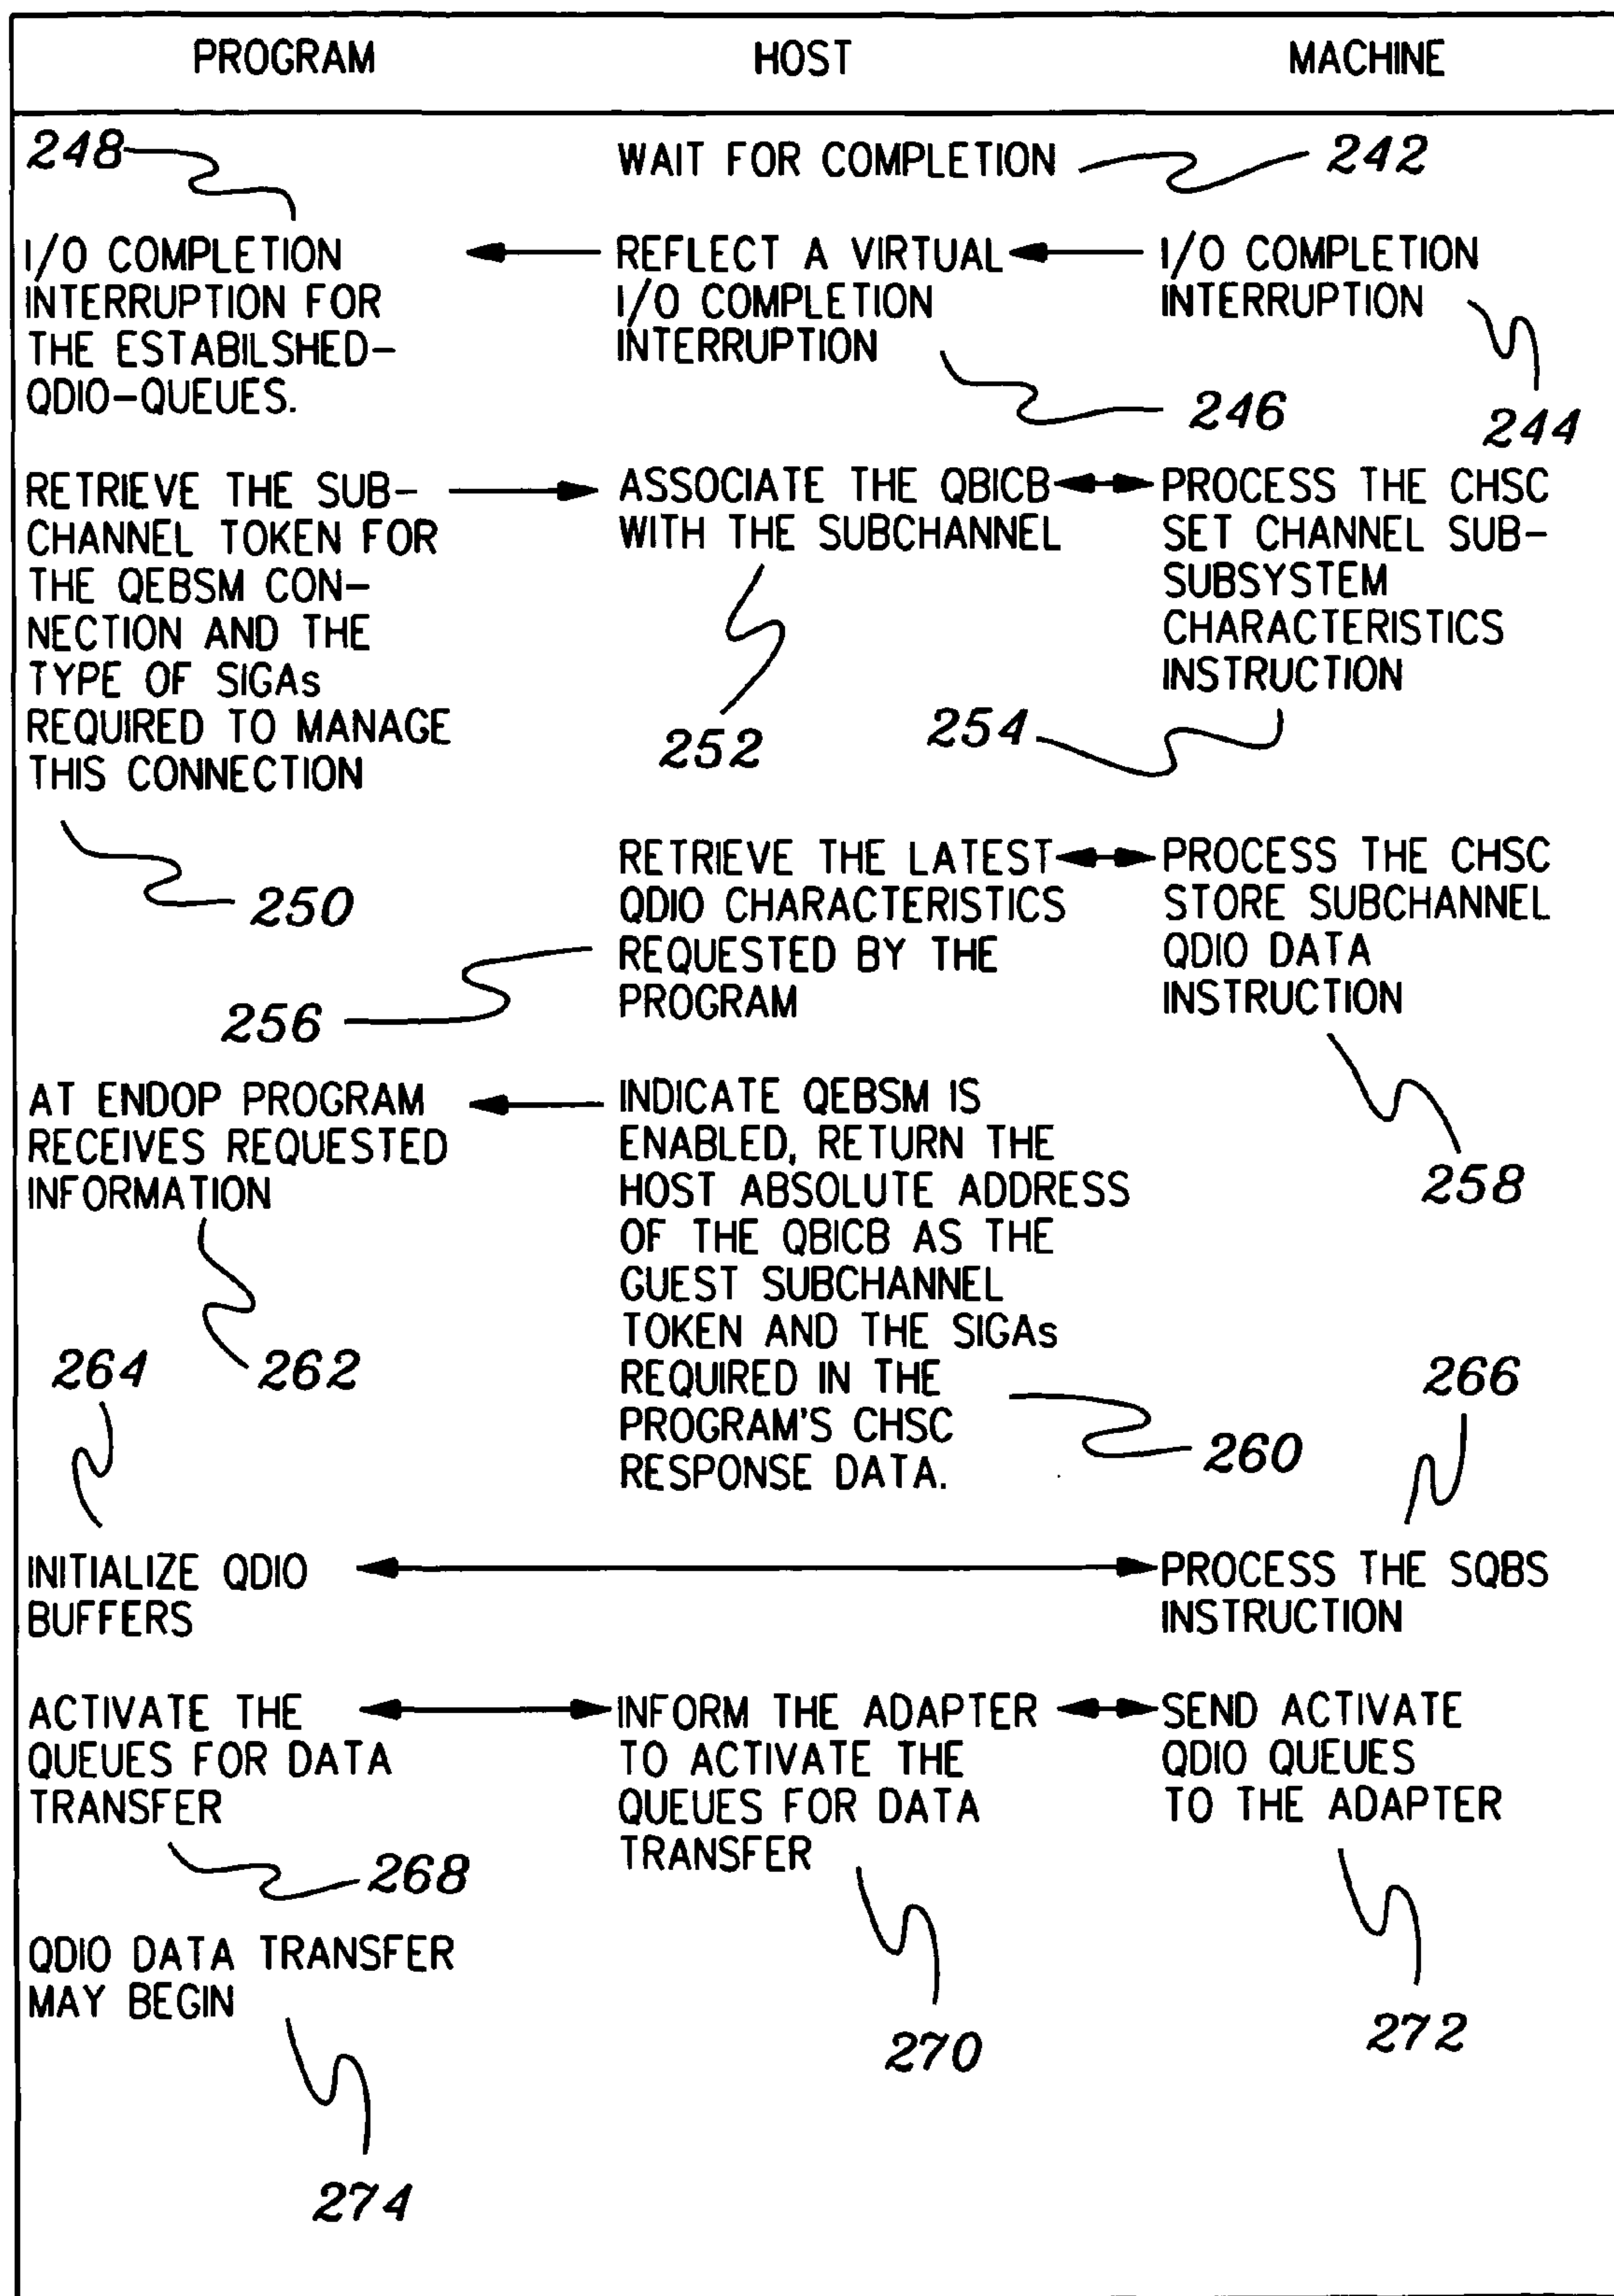 PROGRAM HOST MACHINE
248
WAIT FOR COMPLETION 242
I/O COMPLETION
INTERRUPTION FOR
THE ESTABILSHED-
QDIO-QUEUES.
REFLECT A VIRTUAL
I/O COMPLETION
INTERRUPTION
246
I/O COMPLETION
INTERRUPTION
244
RETRIEVE THE SUB-
CHANNEL TOKEN FOR
THE QEBSM CON-
NECTION AND THE
TYPE OF SIGAs
REQUIRED TO MANAGE
THIS CONNECTION
250
ASSOCIATE THE QBICB
WITH THE SUBCHANNEL
252
PROCESS THE CHSC
SET CHANNEL SUB-
SUBSYSTEM
CHARACTERISTICS
INSTRUCTION
254
RETRIEVE THE LATEST
QDIO CHARACTERISTICS
REQUESTED BY THE
PROGRAM
256
PROCESS THE CHSC
STORE SUBCHANNEL
QDIO DATA
INSTRUCTION
258
AT ENDOP PROGRAM
RECEIVES REQUESTED
INFORMATION
262
INDICATE QEBSM IS
ENABLED, RETURN THE
HOST ABSOLUTE ADDRESS
OF THE QBICB AS THE
GUEST SUBCHANNEL
TOKEN AND THE SIGAs
REQUIRED IN THE
PROGRAM'S CHSC
RESPONSE DATA.
260
264
INITIALIZE QDIO
BUFFERS
266
PROCESS THE SQBS
INSTRUCTION
ACTIVATE THE
QUEUES FOR DATA
TRANSFER
268
INFORM THE ADAPTER
TO ACTIVATE THE
QUEUES FOR DATA
TRANSFER
270
SEND ACTIVATE
QDIO QUEUES
TO THE ADAPTER
272
QDIO DATA TRANSFER
MAY BEGIN
274